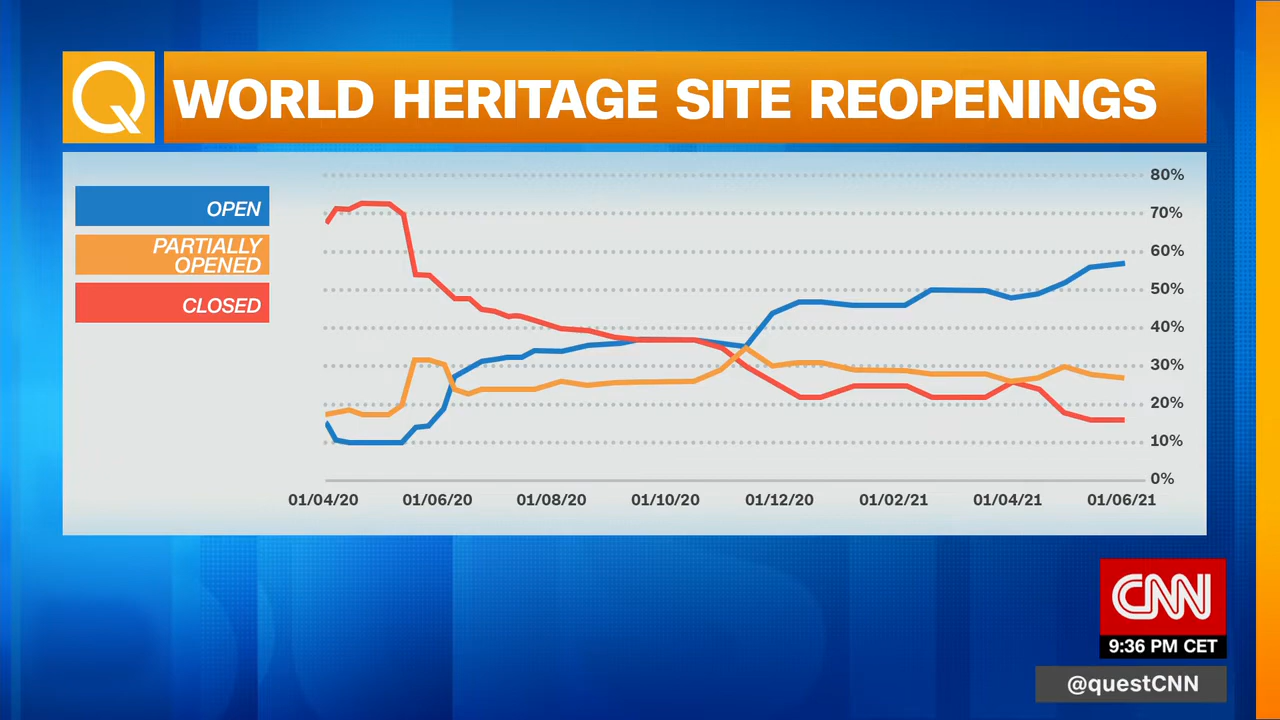 Q WORLD HERITAGE SITE REOPENINGS
OPEN
PARTIALLY
OPENED
CLOSED
80%
70%
60%
50%
40%
30%
20%
10%
0%
01/04/20 01/06/20 01/08/20 01/10/20 01/12/20 01/02/21 01/04/21 01/06/21
CNN
9:36 PM CET
@questCNN